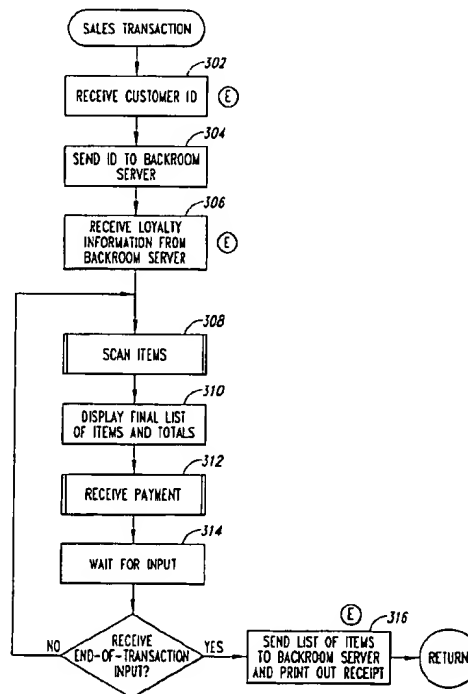 SALES TRANSACTION
302
RECEIVE CUSTOMER ID
E
304
SEND ID TO BACKROOM
SERVER
306
RECEIVE LOYALTY
INFORMATION FROM
BACKROOM SERVER
E
308
SCAN ITEMS
310
DISPLAY FINAL LIST
OF ITEMS AND TOTALS
312
RECEIVE PAYMENT
314
WAIT FOR INPUT
RECEIVE
END-OF-TRANSACTION
INPUT?
NO
YES
E
316
SEND LIST OF ITEMS
TO BACKROOM SERVER
AND PRINT OUT RECEIPT
RETURN